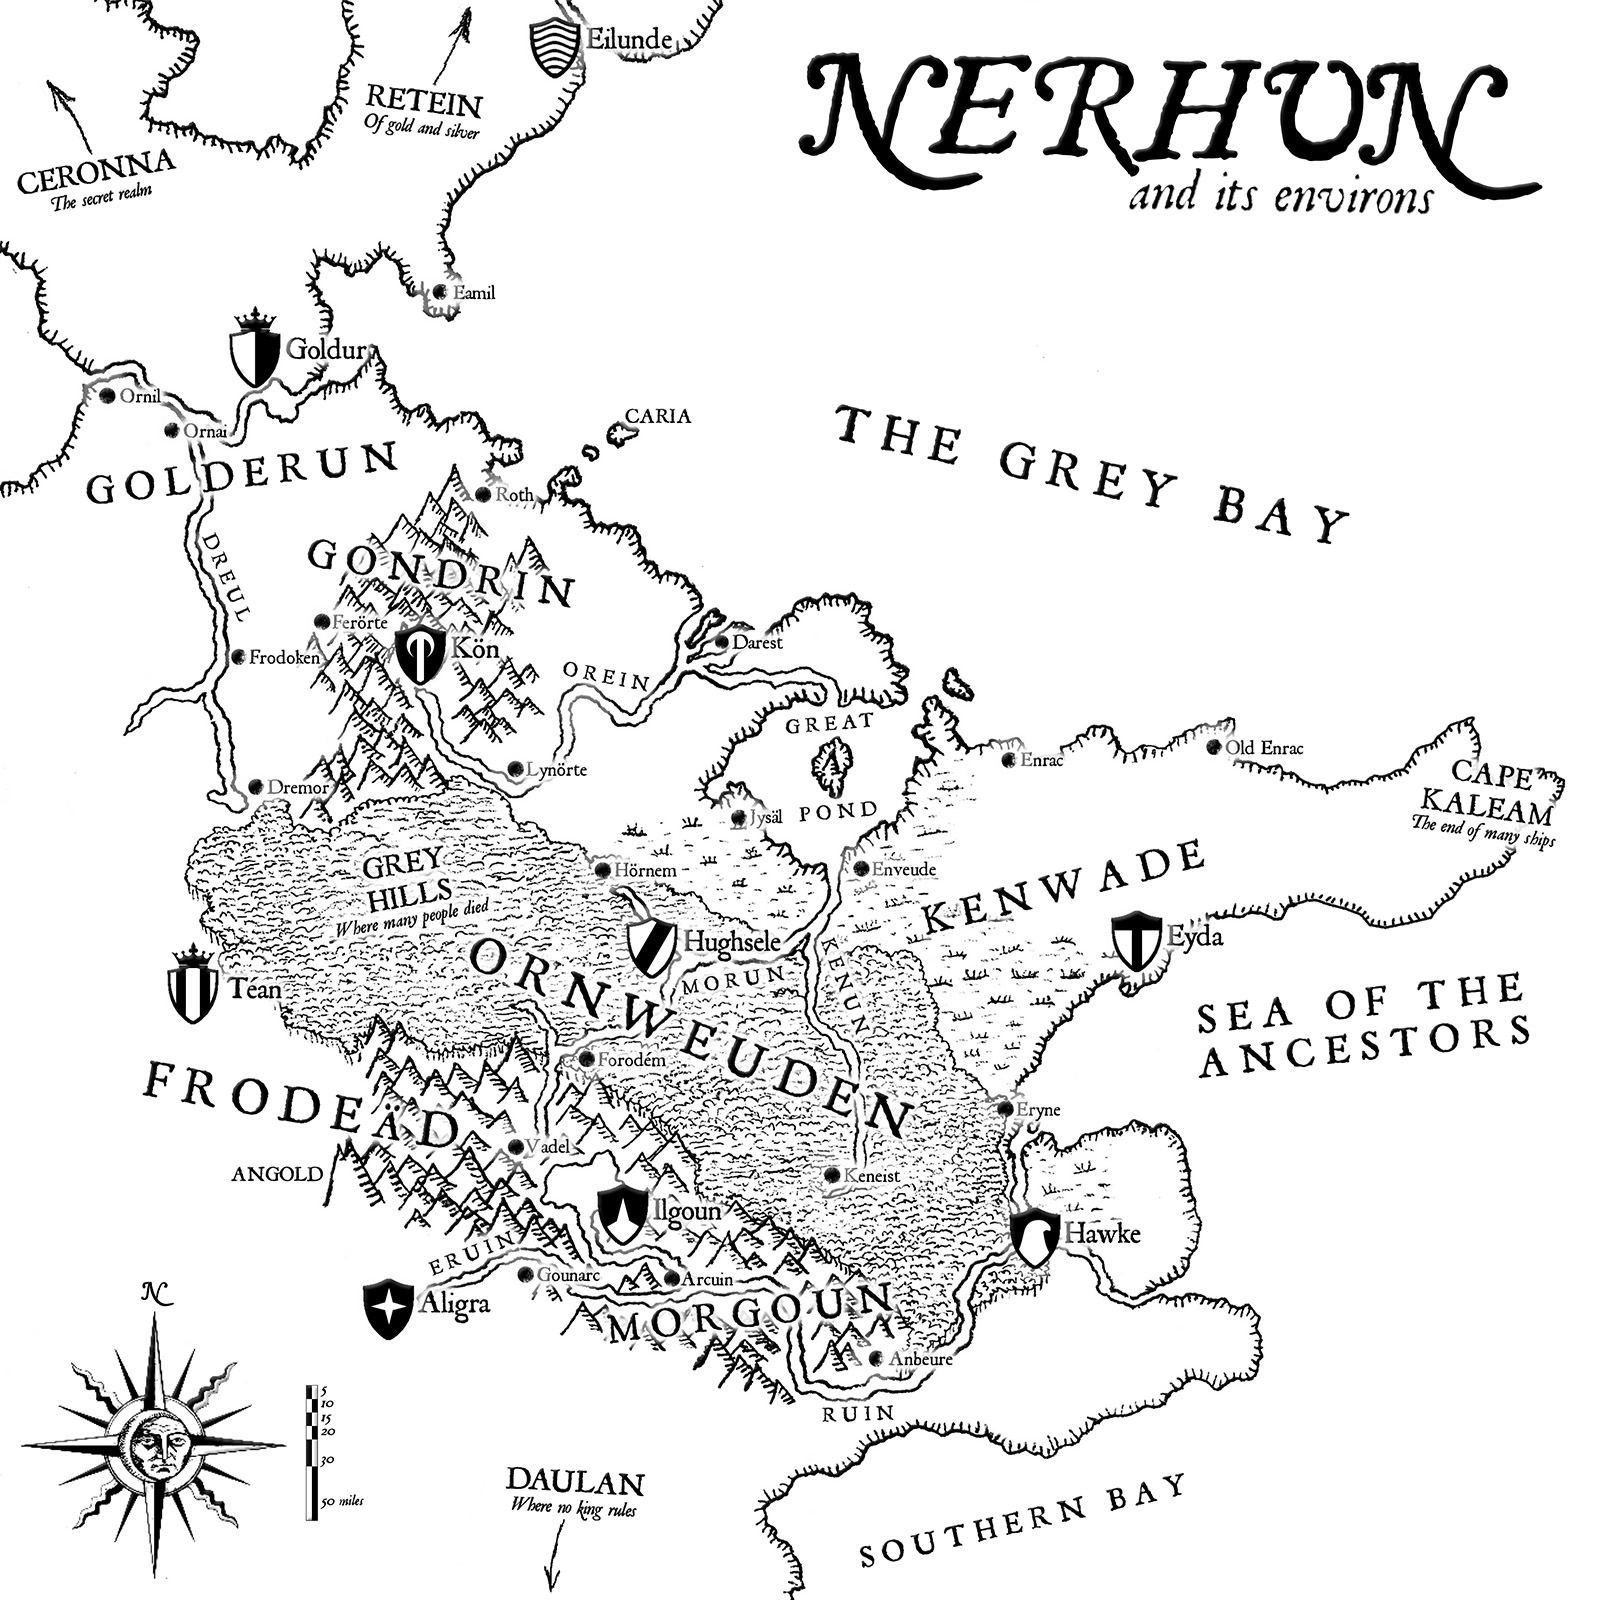 NERHUN
and its environs
Eilunde
RETEIN
Of gold and silver
CERONNA
The secret realm
Eamil
Goldur
Ornil
Ornai
GOLDERUN
CARIA
THE GREY BAY
Roth
DREUL
GONDRIN
Ferörte
Kön
Frodoken
OREIN
Darest
GREAT
POND
Lynörte
Dremor
Jysäl
Enrac
Old Enrac
CAPE
KALEAM
The end of many ships
GREY
HILLS
Where many people died
Hörnem
Enveude
KENWADE
Hughsele
MORUN
KENUN
Eyda
Tean
ORNWEUDEN
SEA OF THE
ANCESTORS
Forodem
FRODEÄD
Eryne
Vadel
ANGOLD
Keneist
Ilgoun
Hawke
ERUIN
Gounarc
Arcuin
Aligra
MORGOUN
Anbeure
RUIN
N
5
10
15
20
30
50 miles
DAULAN
Where no king rules
SOUTHERN BAY